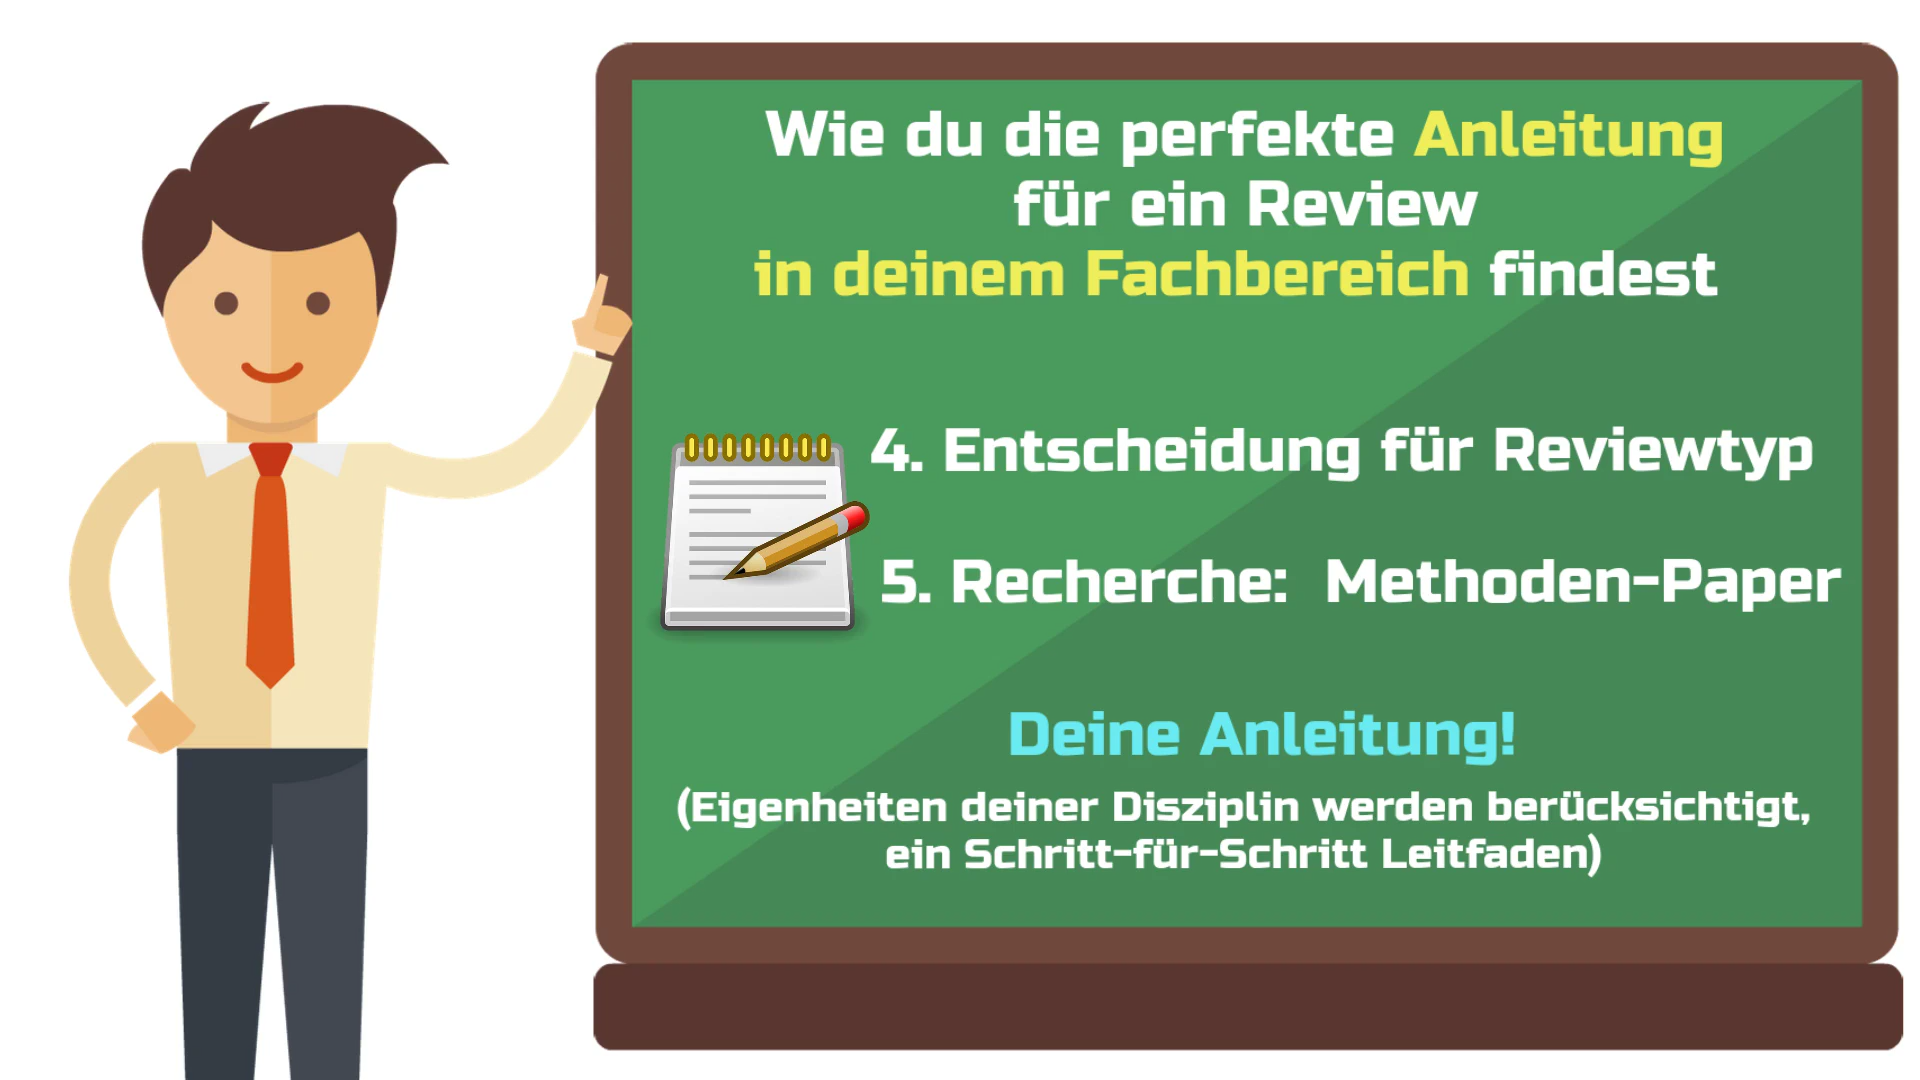 Wie du die perfekte Anleitung
für ein Review
in deinem Fachbereich findest
4. Entscheidung für Reviewtyp
5. Recherche: Methoden-Paper
Deine Anleitung!
(Eigenheiten deiner Disziplin werden berücksichtigt,
ein Schritt-für-Schritt Leitfaden)